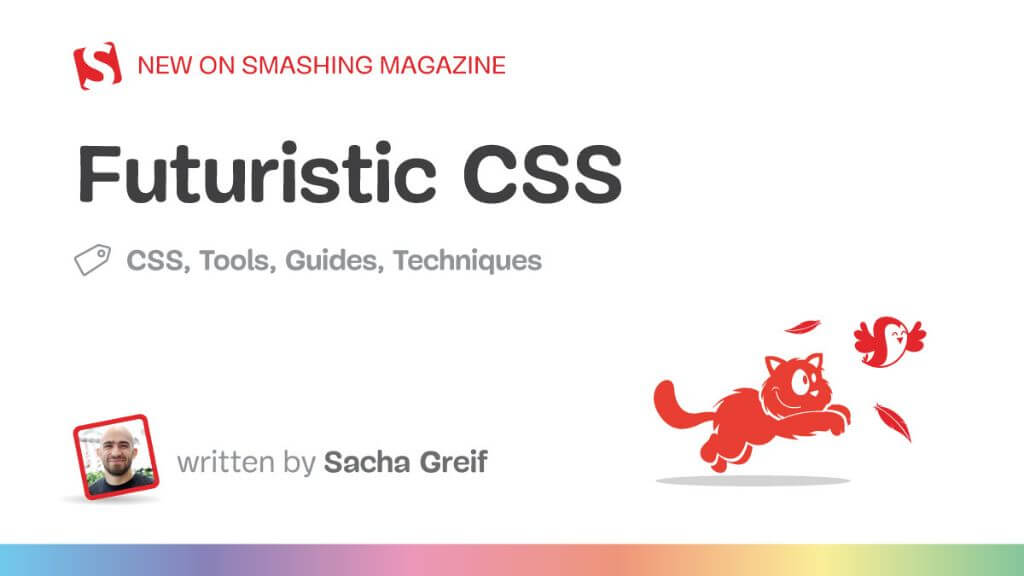 NEW ON SMASHING MAGAZINE
Futuristic CSS
CSS, Tools, Guides, Techniques
written by Sacha Greif